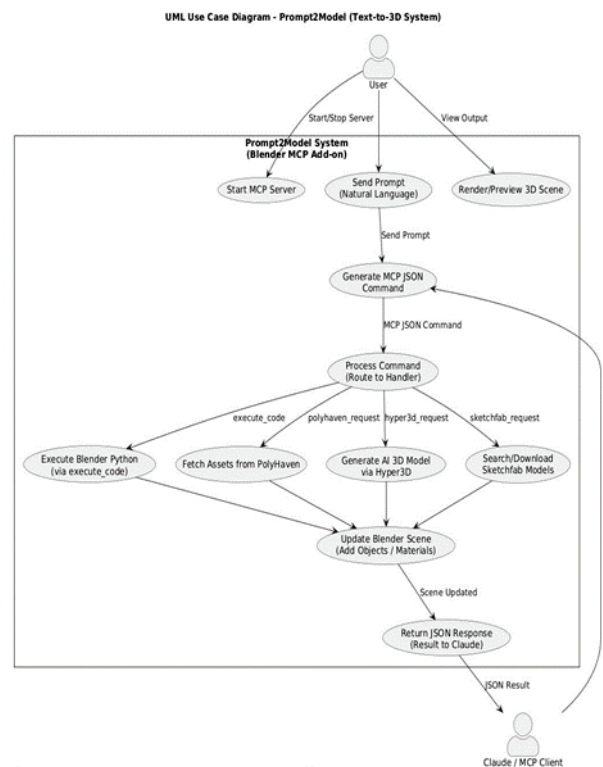 UML Use Case Diagram - Prompt2Model (Text-to-3D System)
User
Start/Stop Server
View Output
Prompt2Model System
(Blender MCP Add-on)
Start MCP Server
Send Prompt
(Natural Language)
Render/Preview 3D Scene
Send Prompt
Generate MCP JSON
Command
MCP JSON Command
Process Command
(Route to Handler)
execute_code
polyhaven_request
hyper3d_request
sketchfab_request
Execute Blender Python
(via execute_code)
Fetch Assets from PolyHaven
Generate AI 3D Model
via Hyper3D
Search/Download
Sketchfab Models
Update Blender Scene
(Add Objects / Materials)
Scene Updated
Return JSON Response
(Result to Claude)
JSON Result
Claude / MCP Client